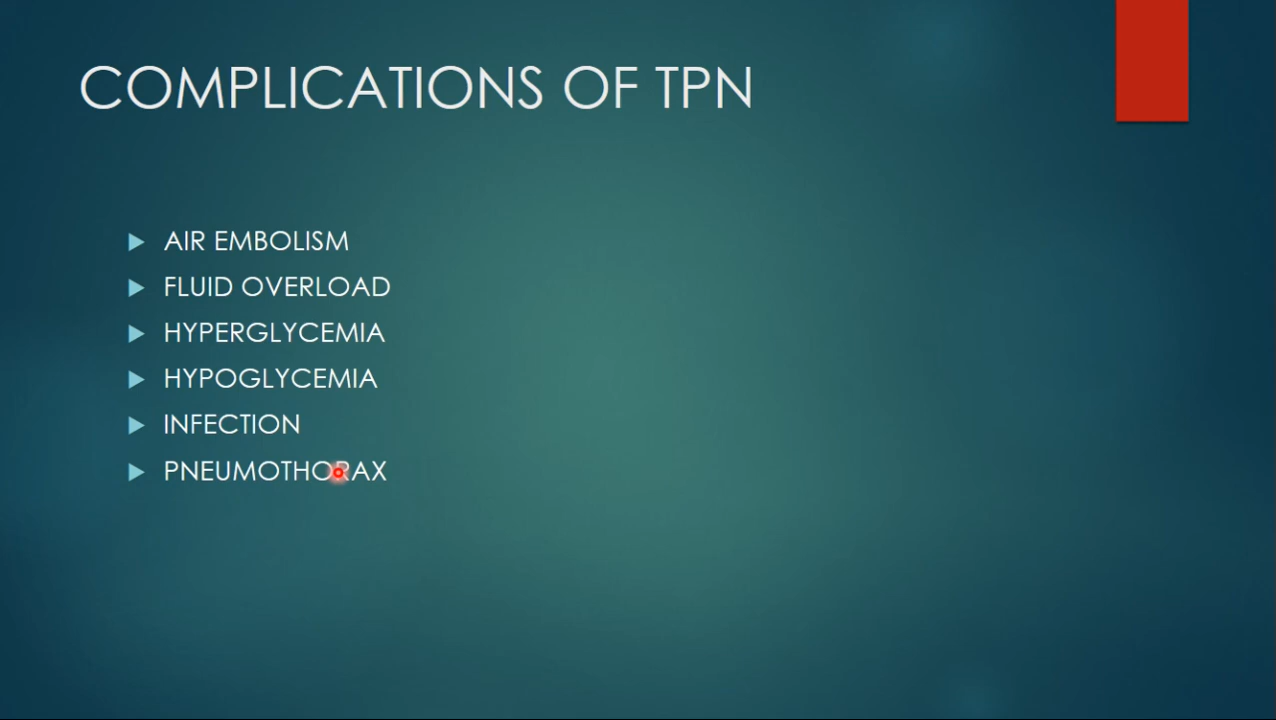 COMPLICATIONS OF TPN
AIR EMBOLISM
FLUID OVERLOAD
HYPERGLYCEMIA
HYPOGLYCEMIA
INFECTION
PNEUMOTHORAX